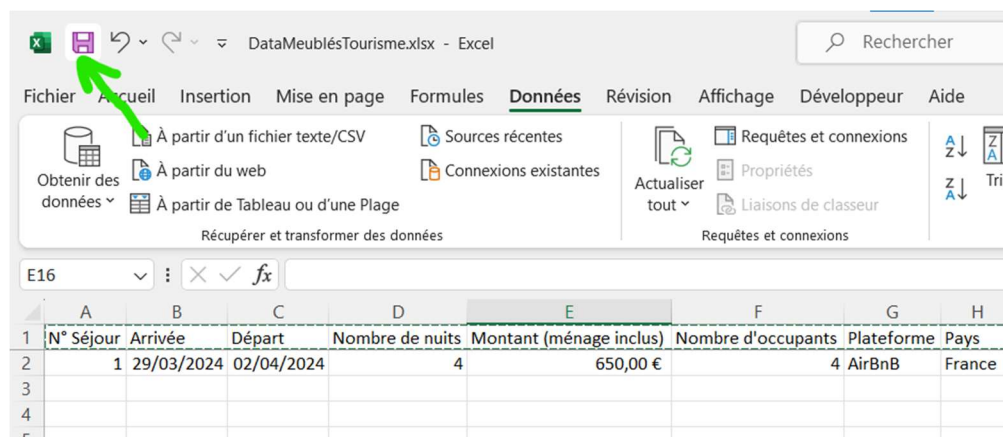 DataMeublésTourisme.xlsx - Excel
Rechercher
Fichier Accueil Insertion Mise en page Formules Données Révision Affichage Développeur Aide
À partir d'un fichier texte/CSV Sources récentes Requêtes et connexions
À partir du web Connexions existantes Propriétés
Obtenir des données À partir de Tableau ou d'une Plage Actualiser tout Liaisons de classeur Tri
Récupérer et transformer des données Requêtes et connexions
E16 fx
A B C D E F G H
1 N° Séjour Arrivée Départ Nombre de nuits Montant (ménage inclus) Nombre d'occupants Plateforme Pays
2 1 29/03/2024 02/04/2024 4 650,00 € 4 AirBnB France
3
4